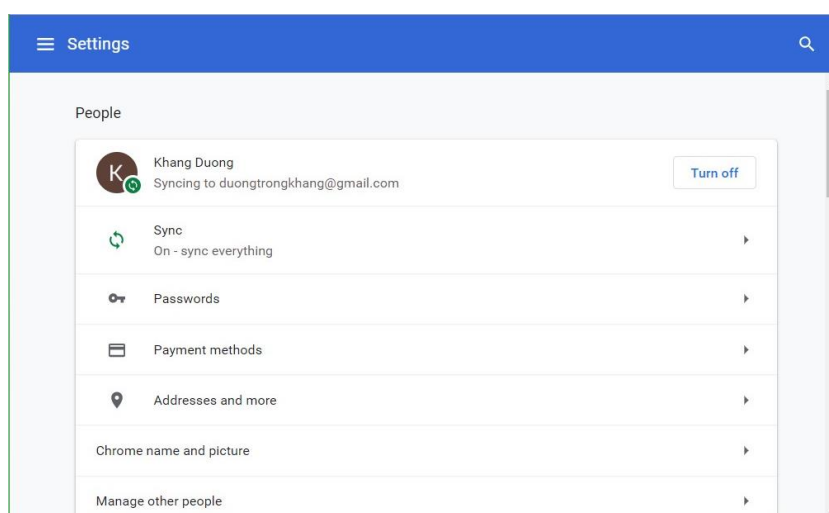 Settings
People
K
Khang Duong
Syncing to duongtrongkhang@gmail.com
Turn off
Sync
On - sync everything
Passwords
Payment methods
Addresses and more
Chrome name and picture
Manage other people